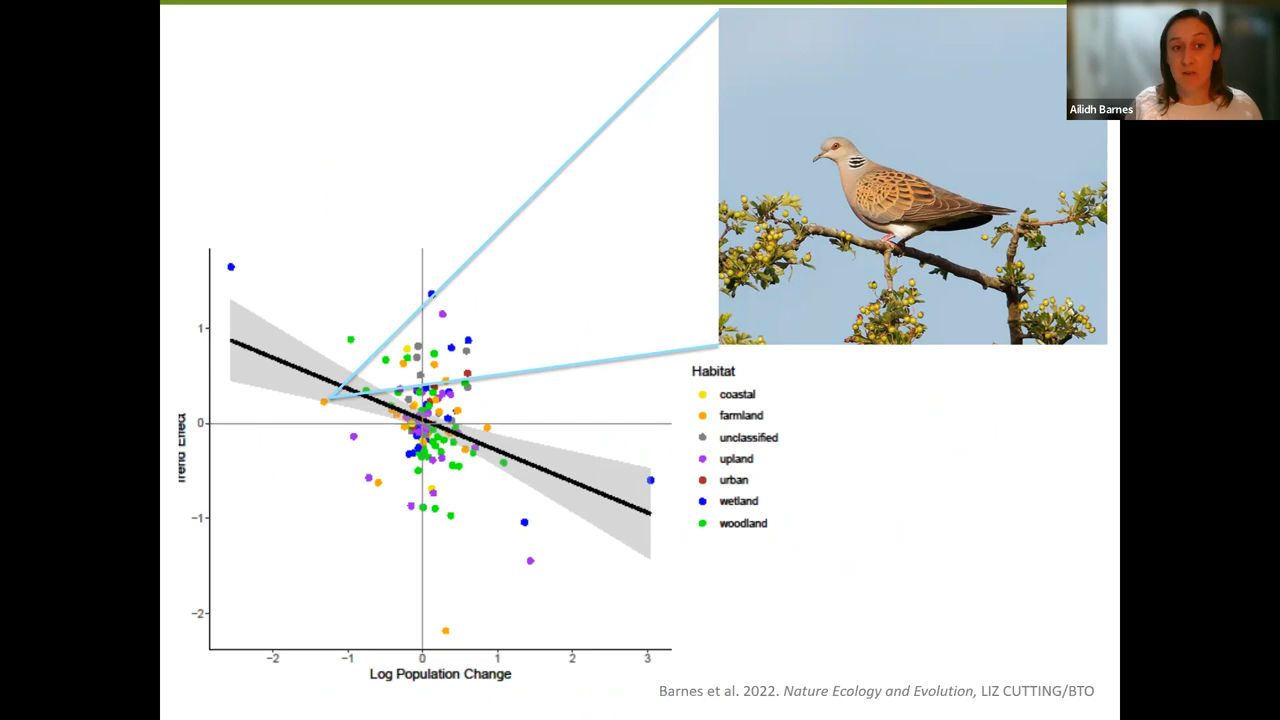 Ailidh Barnes
1
0
−1
−2
Trend Effect
−2
−1
0
1
2
3
Log Population Change
Habitat
coastal
farmland
unclassified
upland
urban
wetland
woodland
Barnes et al. 2022. Nature Ecology and Evolution, LIZ CUTTING/BTO